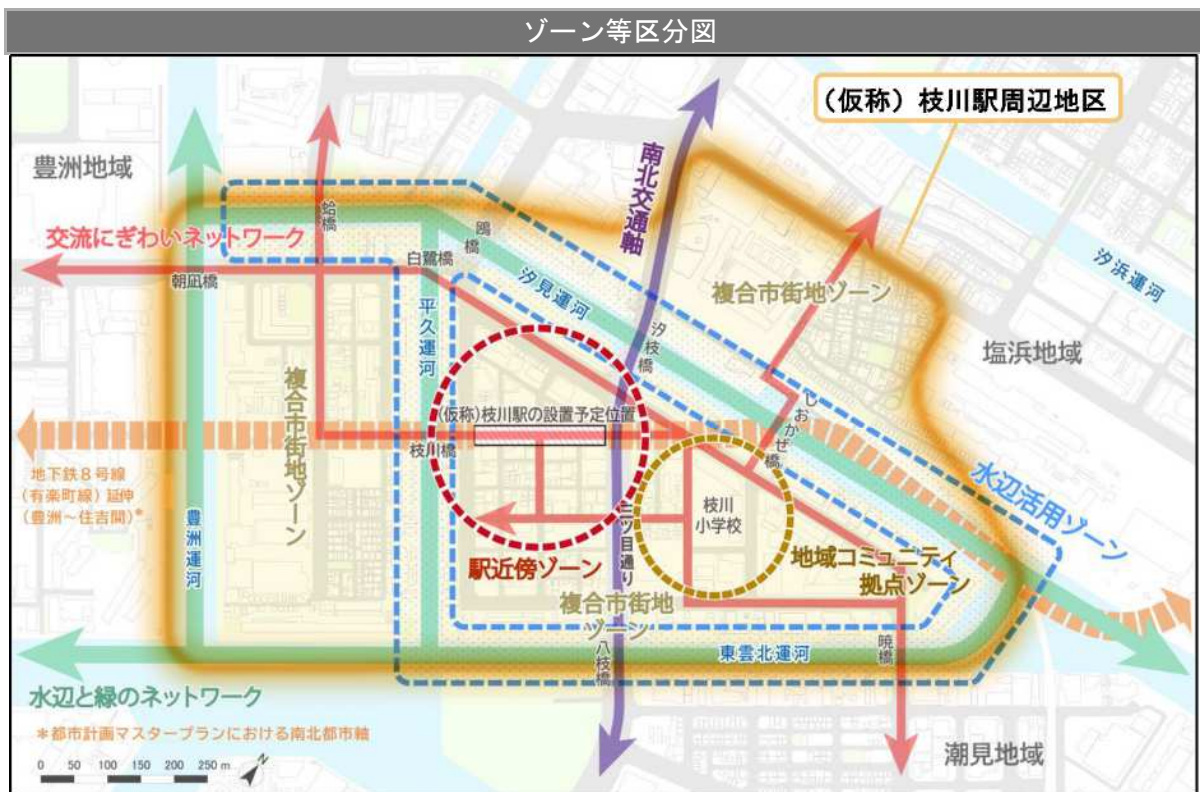 ゾーン等区分図
(仮称)枝川駅周辺地区
豊洲地域
南北交通軸
蛤橋
鴎橋
交流にぎわいネットワーク
白鷺橋
朝凪橋
汐見運河
汐浜運河
複合市街地ゾーン
塩浜地域
平久運河
汐枝橋
複合市街地ゾーン
(仮称)枝川駅の設置予定位置
しおかぜ橋
枝川橋
地下鉄8号線
(有楽町線)延伸
(豊洲~住吉間)*
水辺活用ゾーン
豊洲運河
枝川
小学校
三ツ目通り
駅近傍ゾーン
地域コミュニティ
拠点ゾーン
複合市街地
ゾーン
八枝橋
東雲北運河
暁橋
水辺と緑のネットワーク
*都市計画マスタープランにおける南北都市軸
潮見地域
0 50 100 150 200 250 m
N